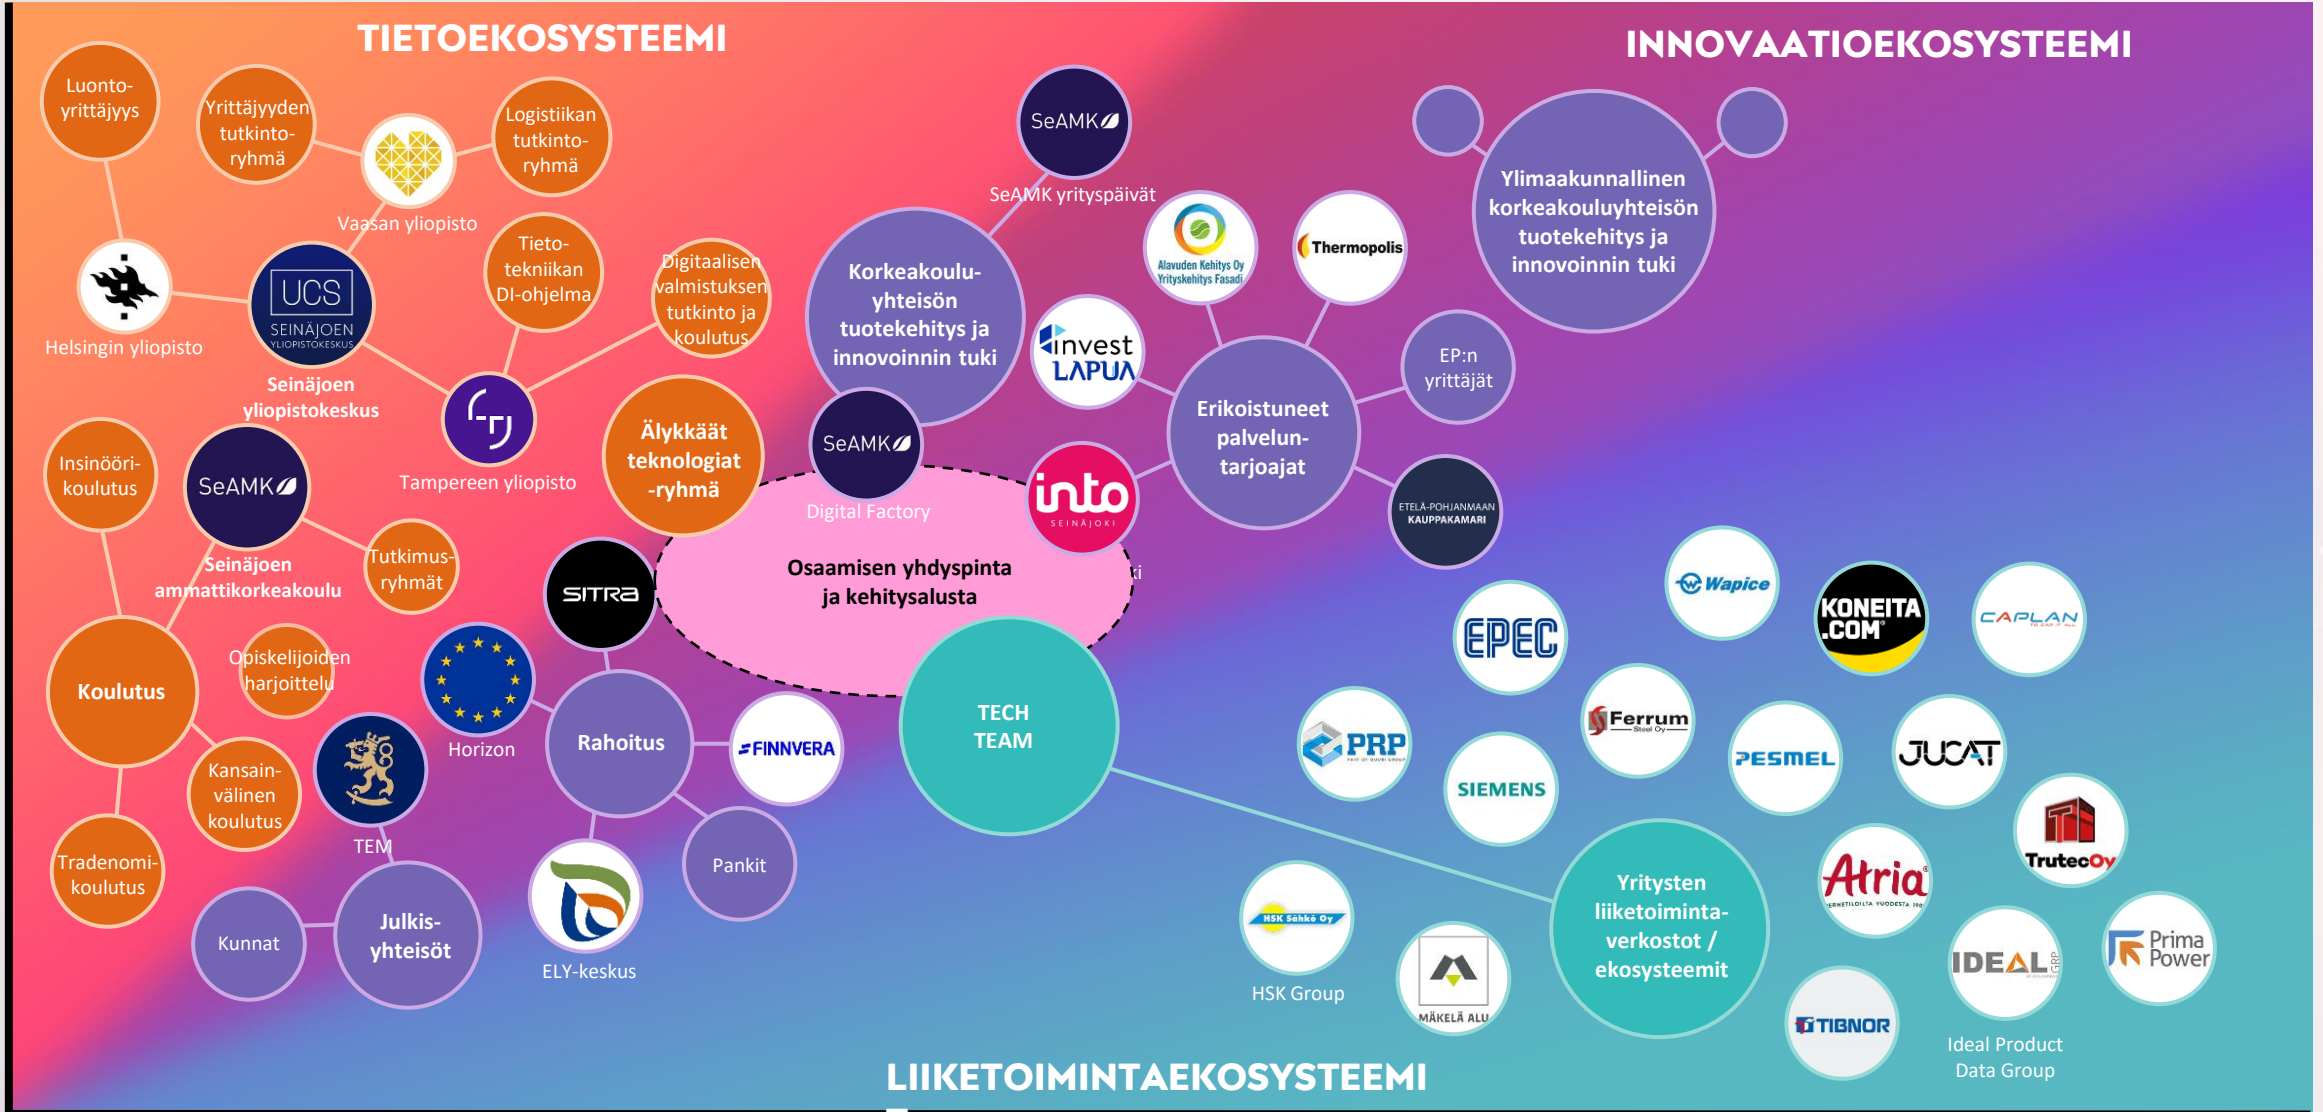 TIETOEKOSYSTEEMI
INNOVAATIOEKOSYSTEEMI
Luonto-
yrittäjyys
Yrittäjyyden
tutkinto-
ryhmä
Logistiikan
tutkinto-
ryhmä
Vaasan yliopisto
Helsingin yliopisto
UCS
SEINÄJOEN
YLIOPISTOKESKUS
Seinäjoen
yliopistokeskus
Tieto-
tekniikan
DI-ohjelma
Digitaalisen
valmistuksen
tutkinto ja
koulutus
Tampereen yliopisto
Älykkäät
teknologiat
-ryhmä
Insinööri-
koulutus
SeAMK
Seinäjoen
ammattikorkeakoulu
Tutkimus-
ryhmät
Koulutus
Opiskelijoiden
harjoittelu
Kansain-
välinen
koulutus
Tradenomi-
koulutus
SeAMK
SeAMK yrityspäivät
Korkeakoulu-
yhteisön
tuotekehitys ja
innovoinnin tuki
SeAMK
Digital Factory
Alavuden Kehitys Oy
Yrityskehitys Fasadi
Thermopolis
invest
LAPUA
into
SEINÄJOKI
ki
Erikoistuneet
palvelun-
tarjoajat
EP:n
yrittäjät
ETELÄ-POHJANMAAN
KAUPPAKAMARI
Ylimaakunnallinen
korkeakouluyhteisön
tuotekehitys ja
innovoinnin tuki
Osaamisen yhdyspinta
ja kehitysalusta
SITRA
Horizon
Rahoitus
FINNVERA
Pankit
ELY-keskus
TEM
Kunnat
Julkis-
yhteisöt
TECH
TEAM
Yritysten
liiketoiminta-
verkostot /
ekosysteemit
EPEC
Wapice
KONEITA
.COM
CAPLAN
PRP
SIEMENS
Ferrum
Steel Oy
PESMEL
JUCAT
Trutec Oy
Atria
HSK Sähkö Oy
HSK Group
MÄKELÄ ALU
TIBNOR
IDEAL
GRP
Ideal Product
Data Group
Prima
Power
LIIKETOIMINTAEKOSYSTEEMI